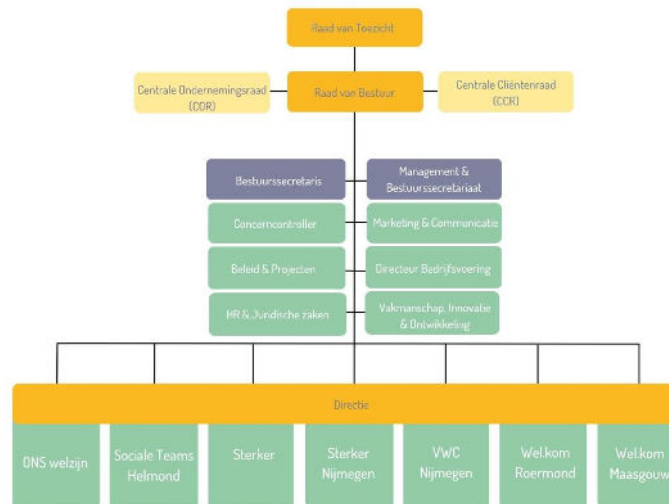 Raad van Toezicht
Centrale Ondernemingsraad
(COR)
Raad van Bestuur
Centrale Cliëntenraad
(CCR)
Bestuurssecretaris
Management &
Bestuurssecretariaat
Concerncontroller
Marketing & Communicatie
Beleid & Projecten
Directeur Bedrijfsvoering
HR & Juridische zaken
Vakmanschap, Innovatie
& Ontwikkeling
Directie
ONS welzijn
Sociale Teams
Helmond
Sterker
Sterker
Nijmegen
VWC
Nijmegen
Wel.kom
Roermond
Wel.kom
Maasgouw